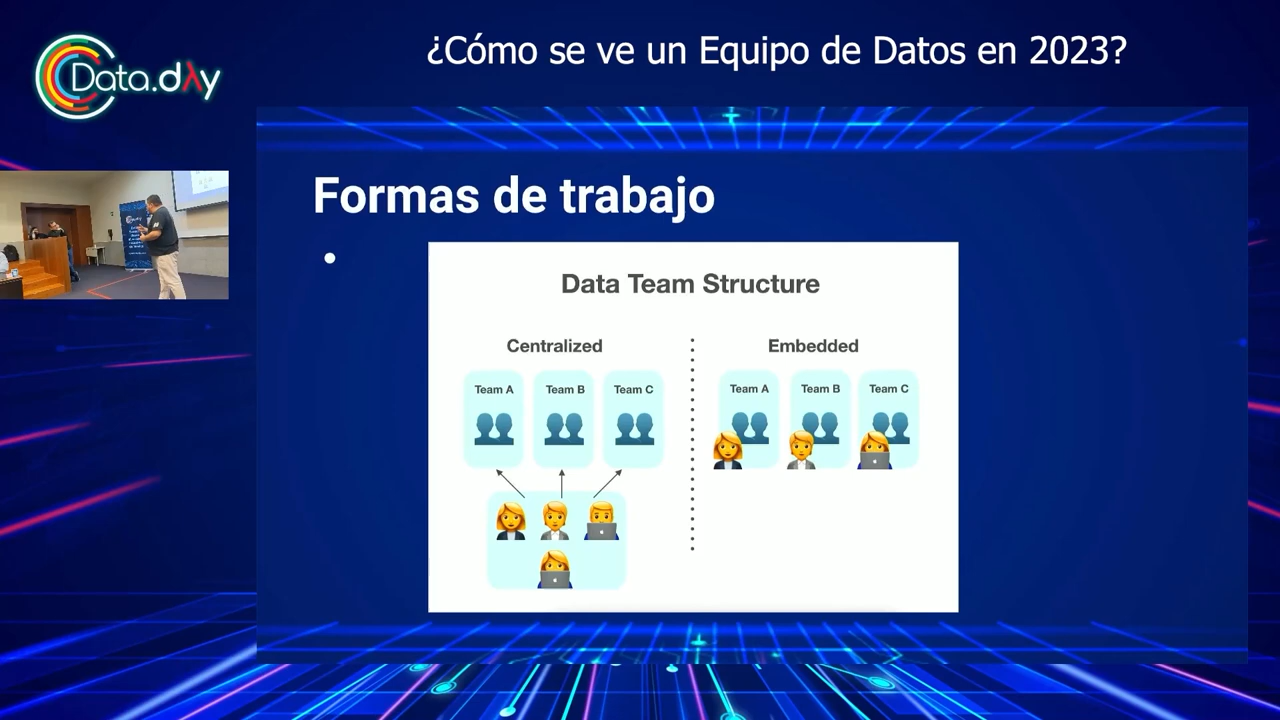 ¿Cómo se ve un Equipo de Datos en 2023?
Data.dλy
Formas de trabajo
Data Team Structure
Centralized
Team A Team B Team C
Embedded
Team A Team B Team C